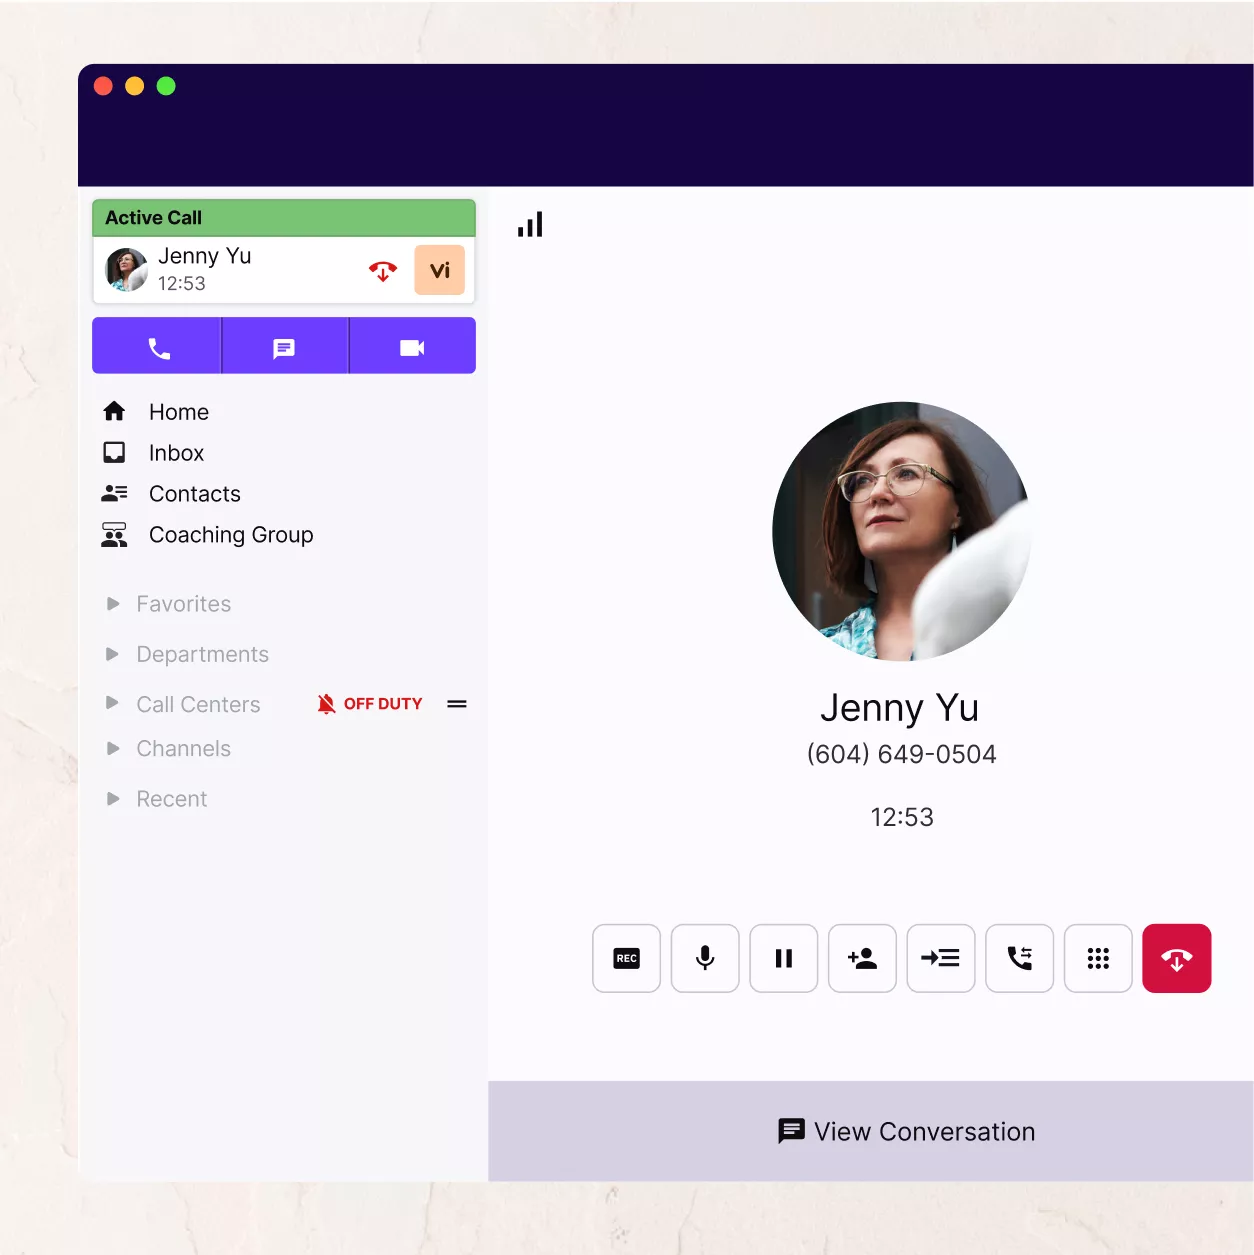 Active Call
Jenny Yu
12:53
Vi
Home
Inbox
Contacts
Coaching Group
Favorites
Departments
Call Centers OFF DUTY
Channels
Recent
Jenny Yu
(604) 649-0504
12:53
REC
View Conversation